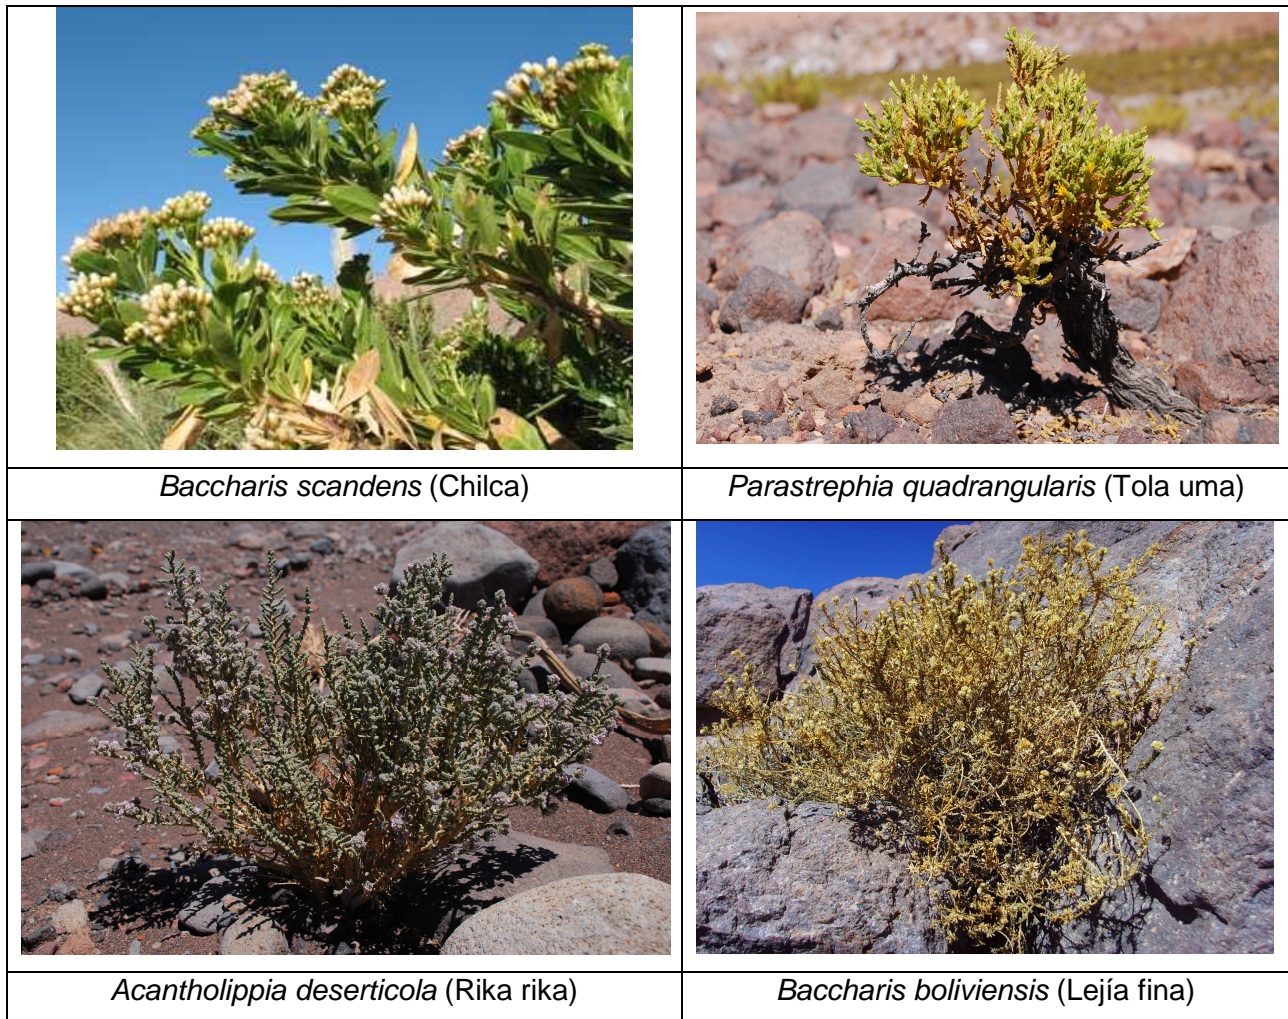 Baccharis scandens (Chilca)
Parastrephia quadrangularis (Tola uma)
Acantholippia deserticola (Rika rika)
Baccharis boliviensis (Lejía fina)